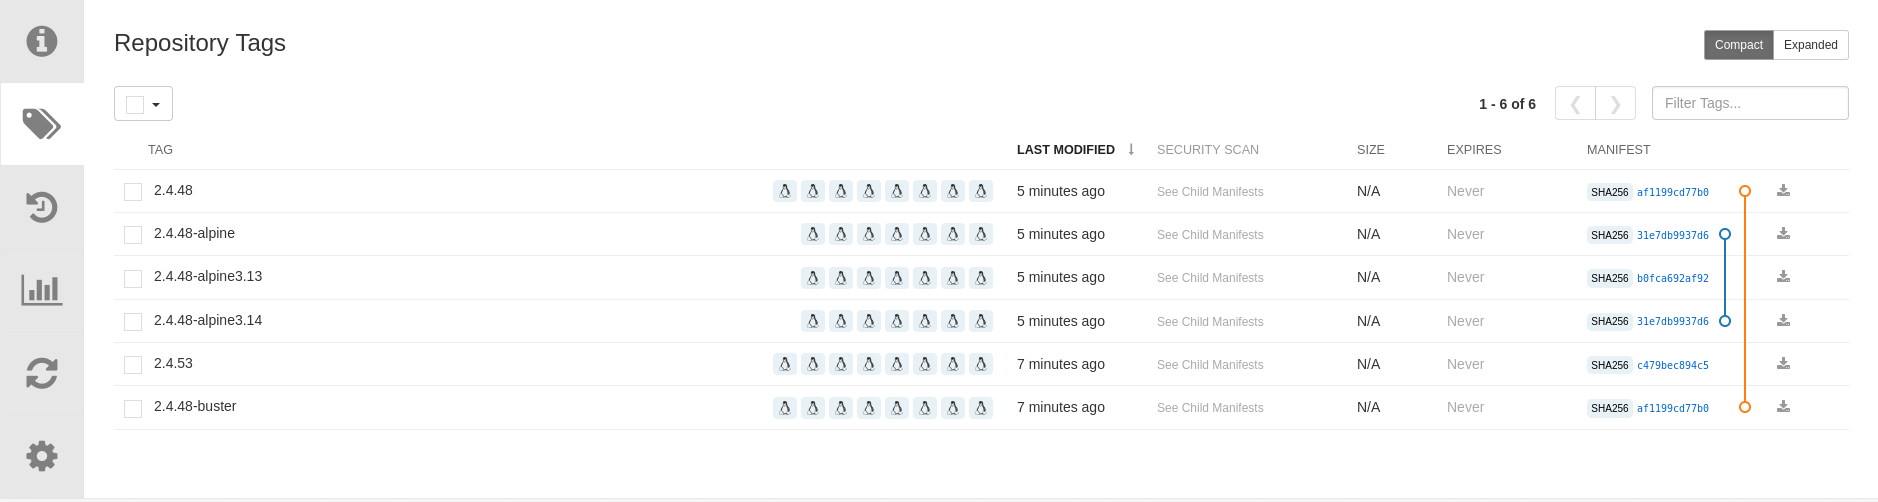 Repository Tags
Compact Expanded
1 - 6 of 6 Filter Tags...
TAG LAST MODIFIED SECURITY SCAN SIZE EXPIRES MANIFEST
2.4.48 5 minutes ago See Child Manifests N/A Never SHA256 af1199cd77b0
2.4.48-alpine 5 minutes ago See Child Manifests N/A Never SHA256 31e7db9937d6
2.4.48-alpine3.13 5 minutes ago See Child Manifests N/A Never SHA256 b0fca692af92
2.4.48-alpine3.14 5 minutes ago See Child Manifests N/A Never SHA256 31e7db9937d6
2.4.53 7 minutes ago See Child Manifests N/A Never SHA256 c479bec894c5
2.4.48-buster 7 minutes ago See Child Manifests N/A Never SHA256 af1199cd77b0